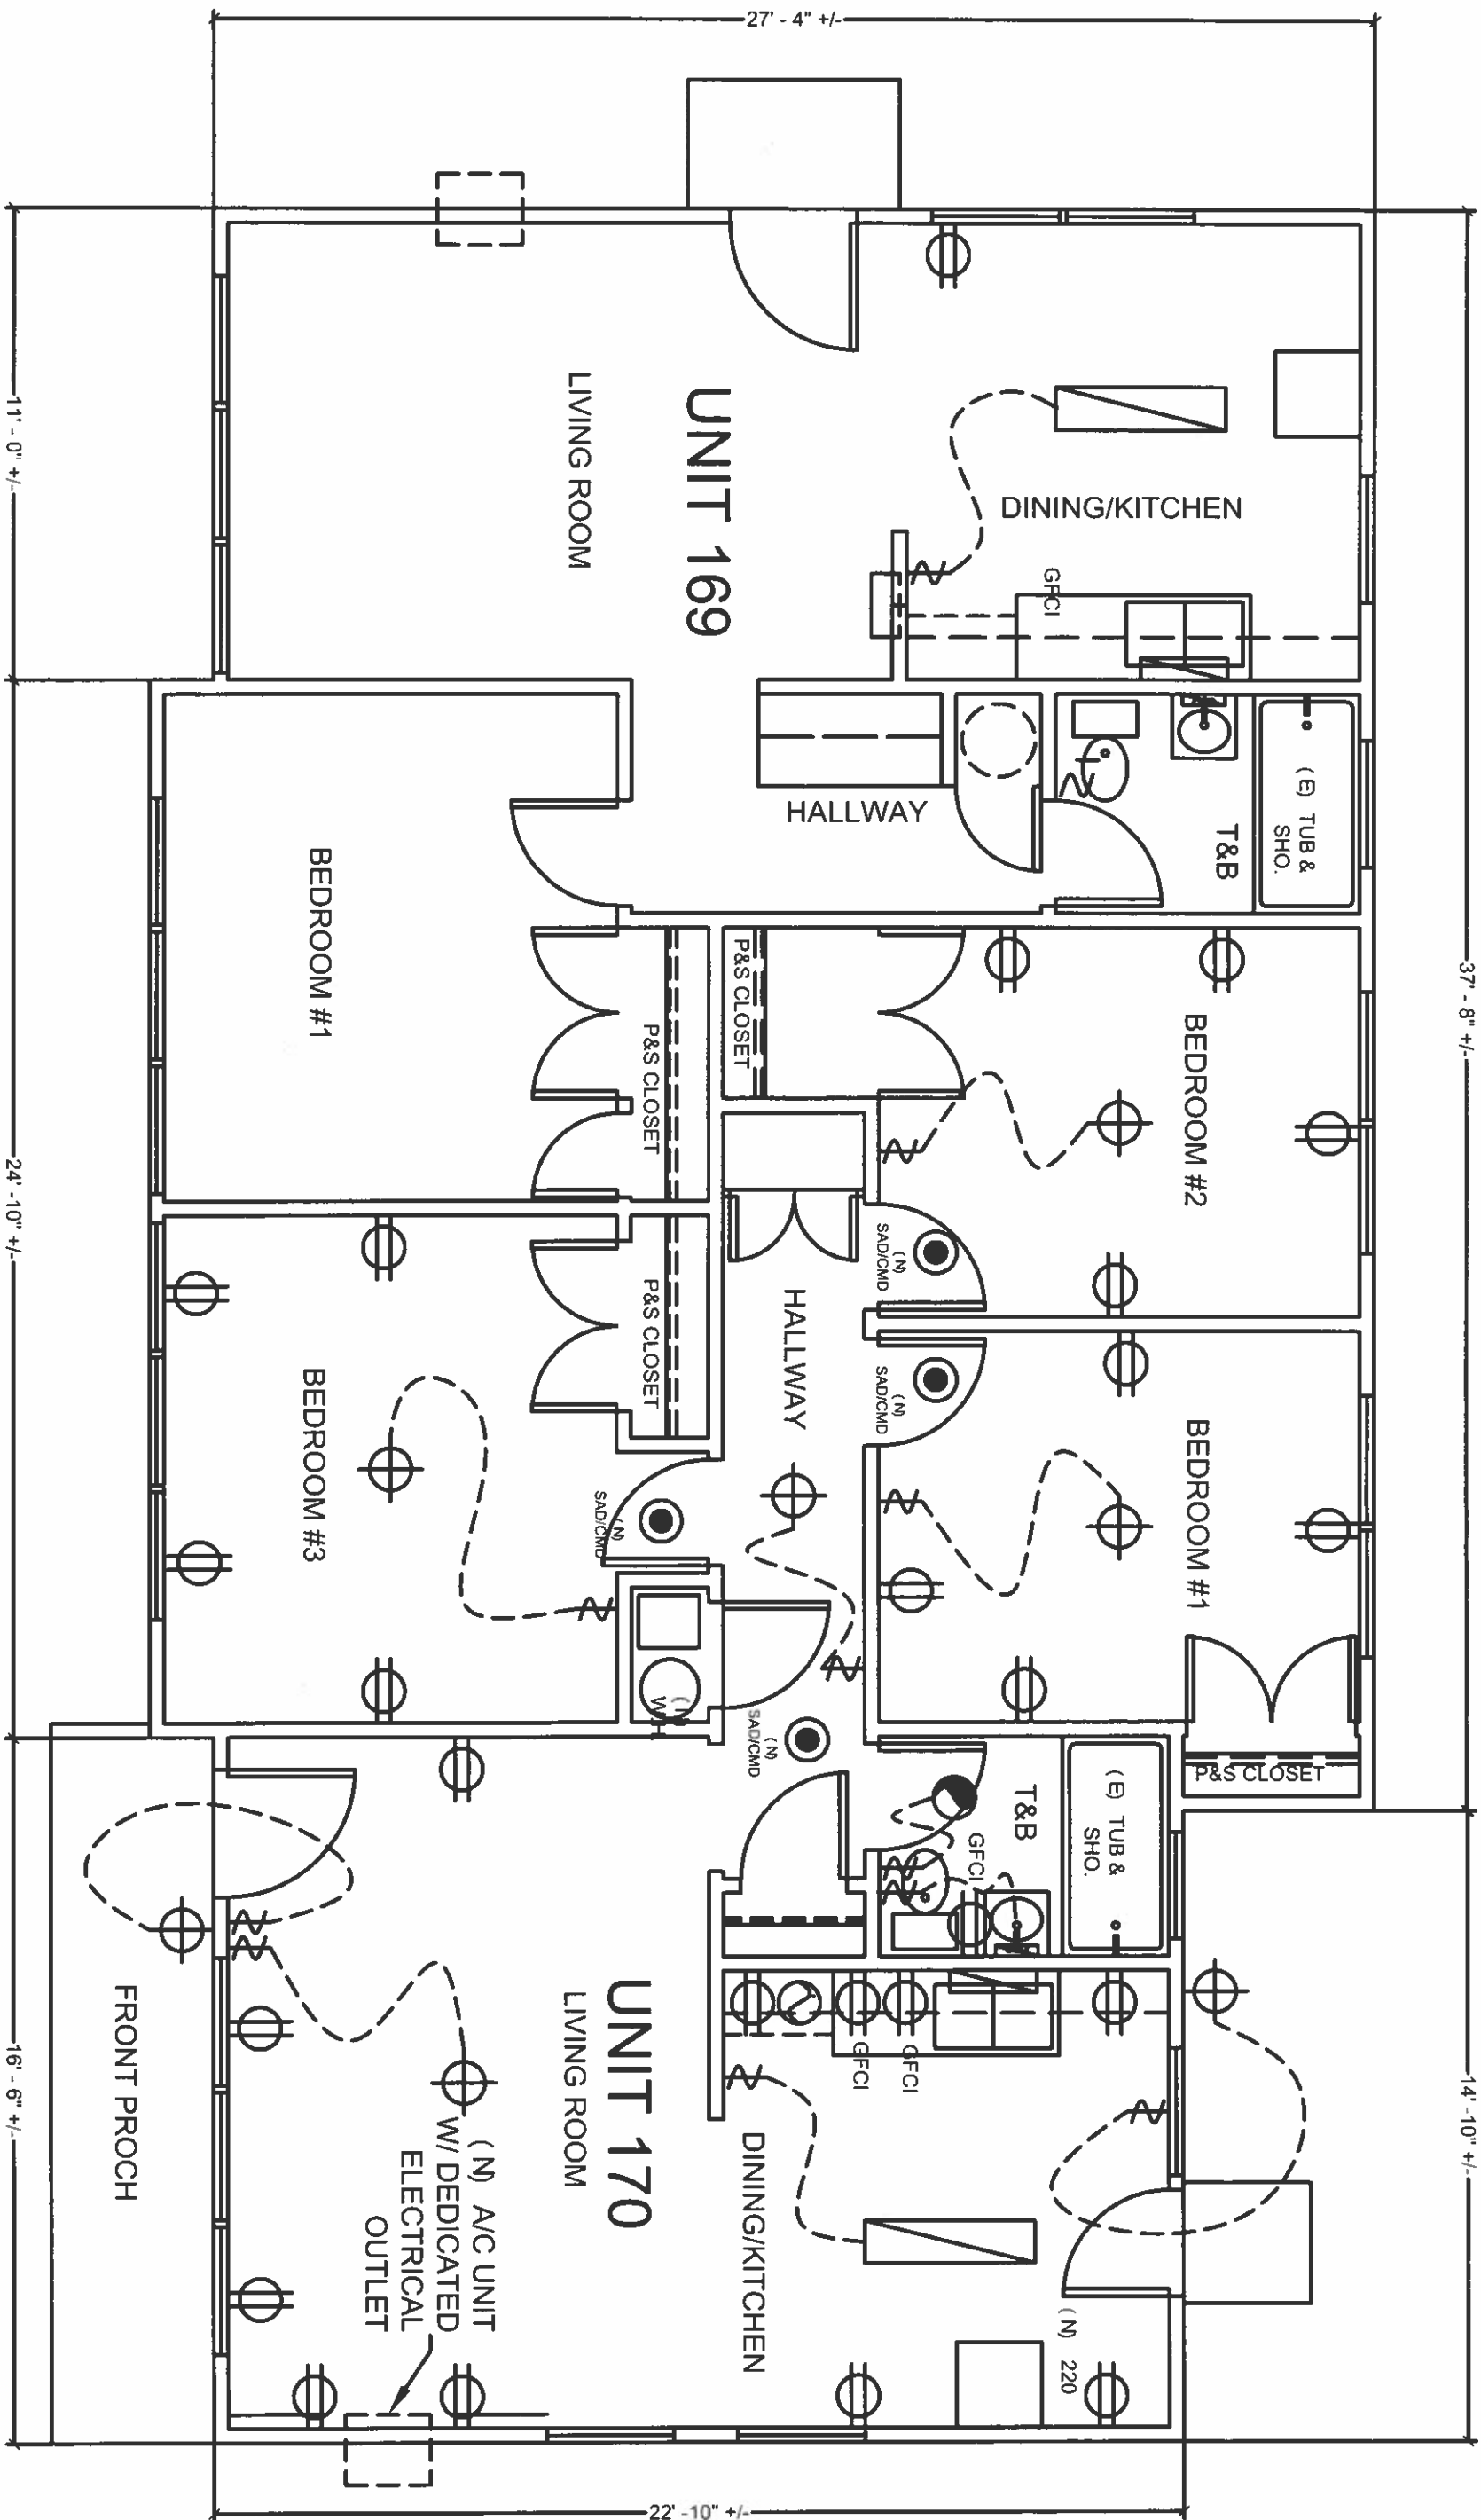 27' - 4" +/-
37' - 8" +/-
14' -10" +/-
11' - 0" +/-
24' -10" +/-
16' - 6" +/-
22' -10" +/-
UNIT 169
LIVING ROOM
DINING/KITCHEN
GFCI
HALLWAY
T&B
(E) TUB &
SHO.
BEDROOM #1
P&S CLOSET
P&S CLOSET
BEDROOM #2
(N)
SAD/CMD
HALLWAY
(N)
SAD/CMD
BEDROOM #1
P&S CLOSET
P&S CLOSET
BEDROOM #3
(N)
SAD/CMD
(N)
WH
(N)
SAD/CMD
T&B
GFCI
(E) TUB &
SHO.
GFCI
GFCI
UNIT 170
LIVING ROOM
DINING/KITCHEN
(N) 220
(N) A/C UNIT
W/ DEDICATED
ELECTRICAL
OUTLET
FRONT PROCH